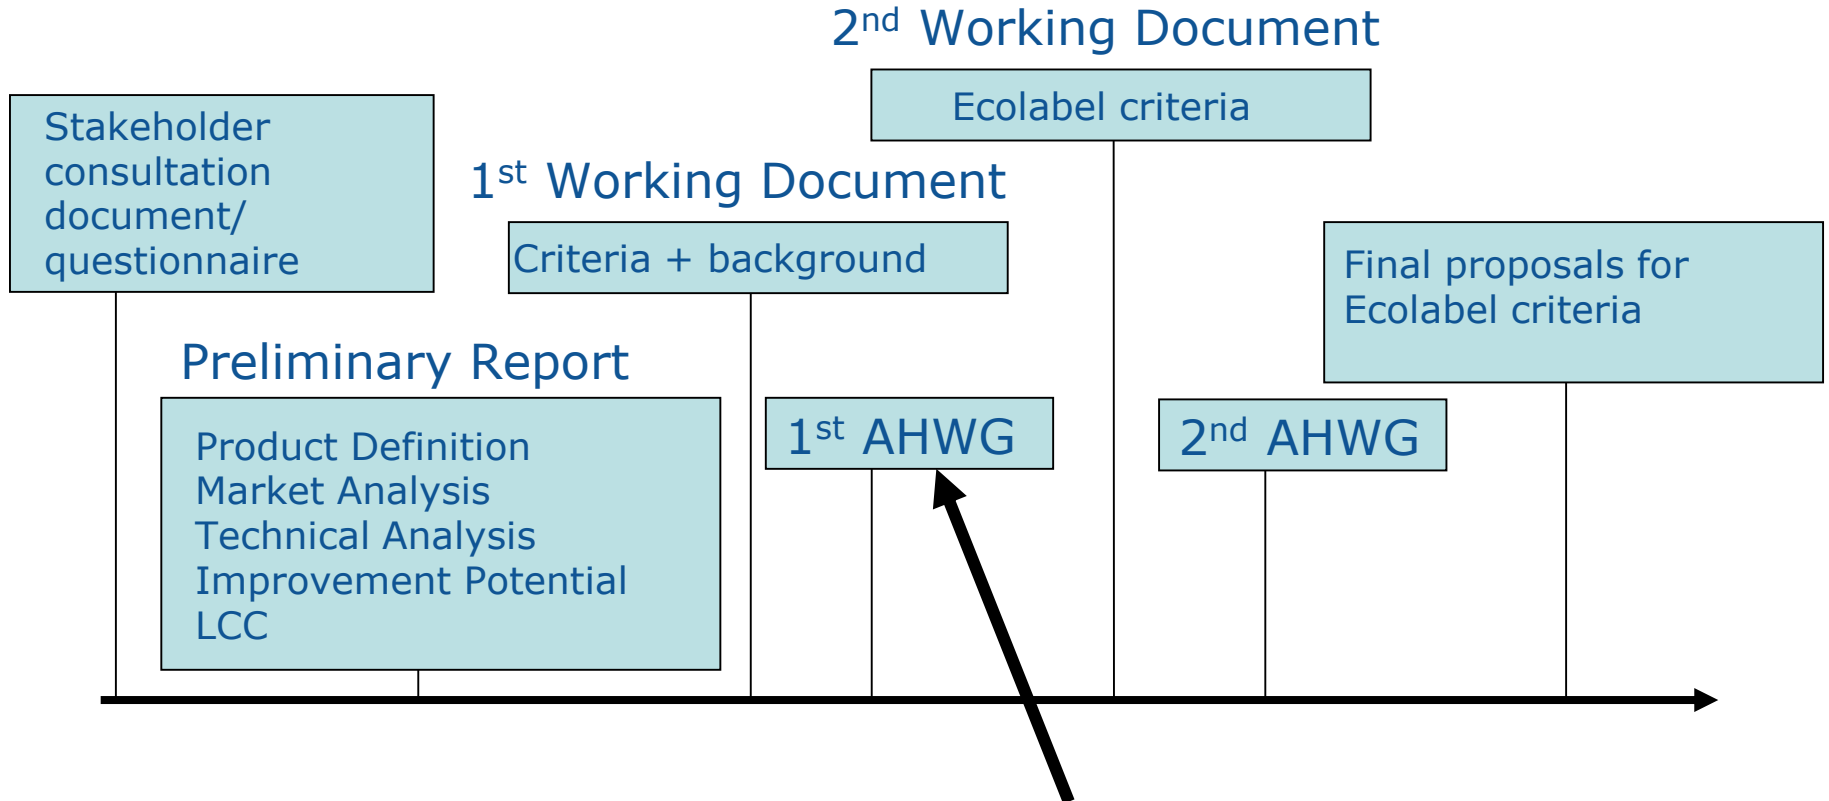 2nd Working Document
Ecolabel criteria
Stakeholder
consultation
document/
questionnaire
1st Working Document
Criteria + background
Final proposals for
Ecolabel criteria
Preliminary Report
Product Definition
Market Analysis
Technical Analysis
Improvement Potential
LCC
1st AHWG
2nd AHWG